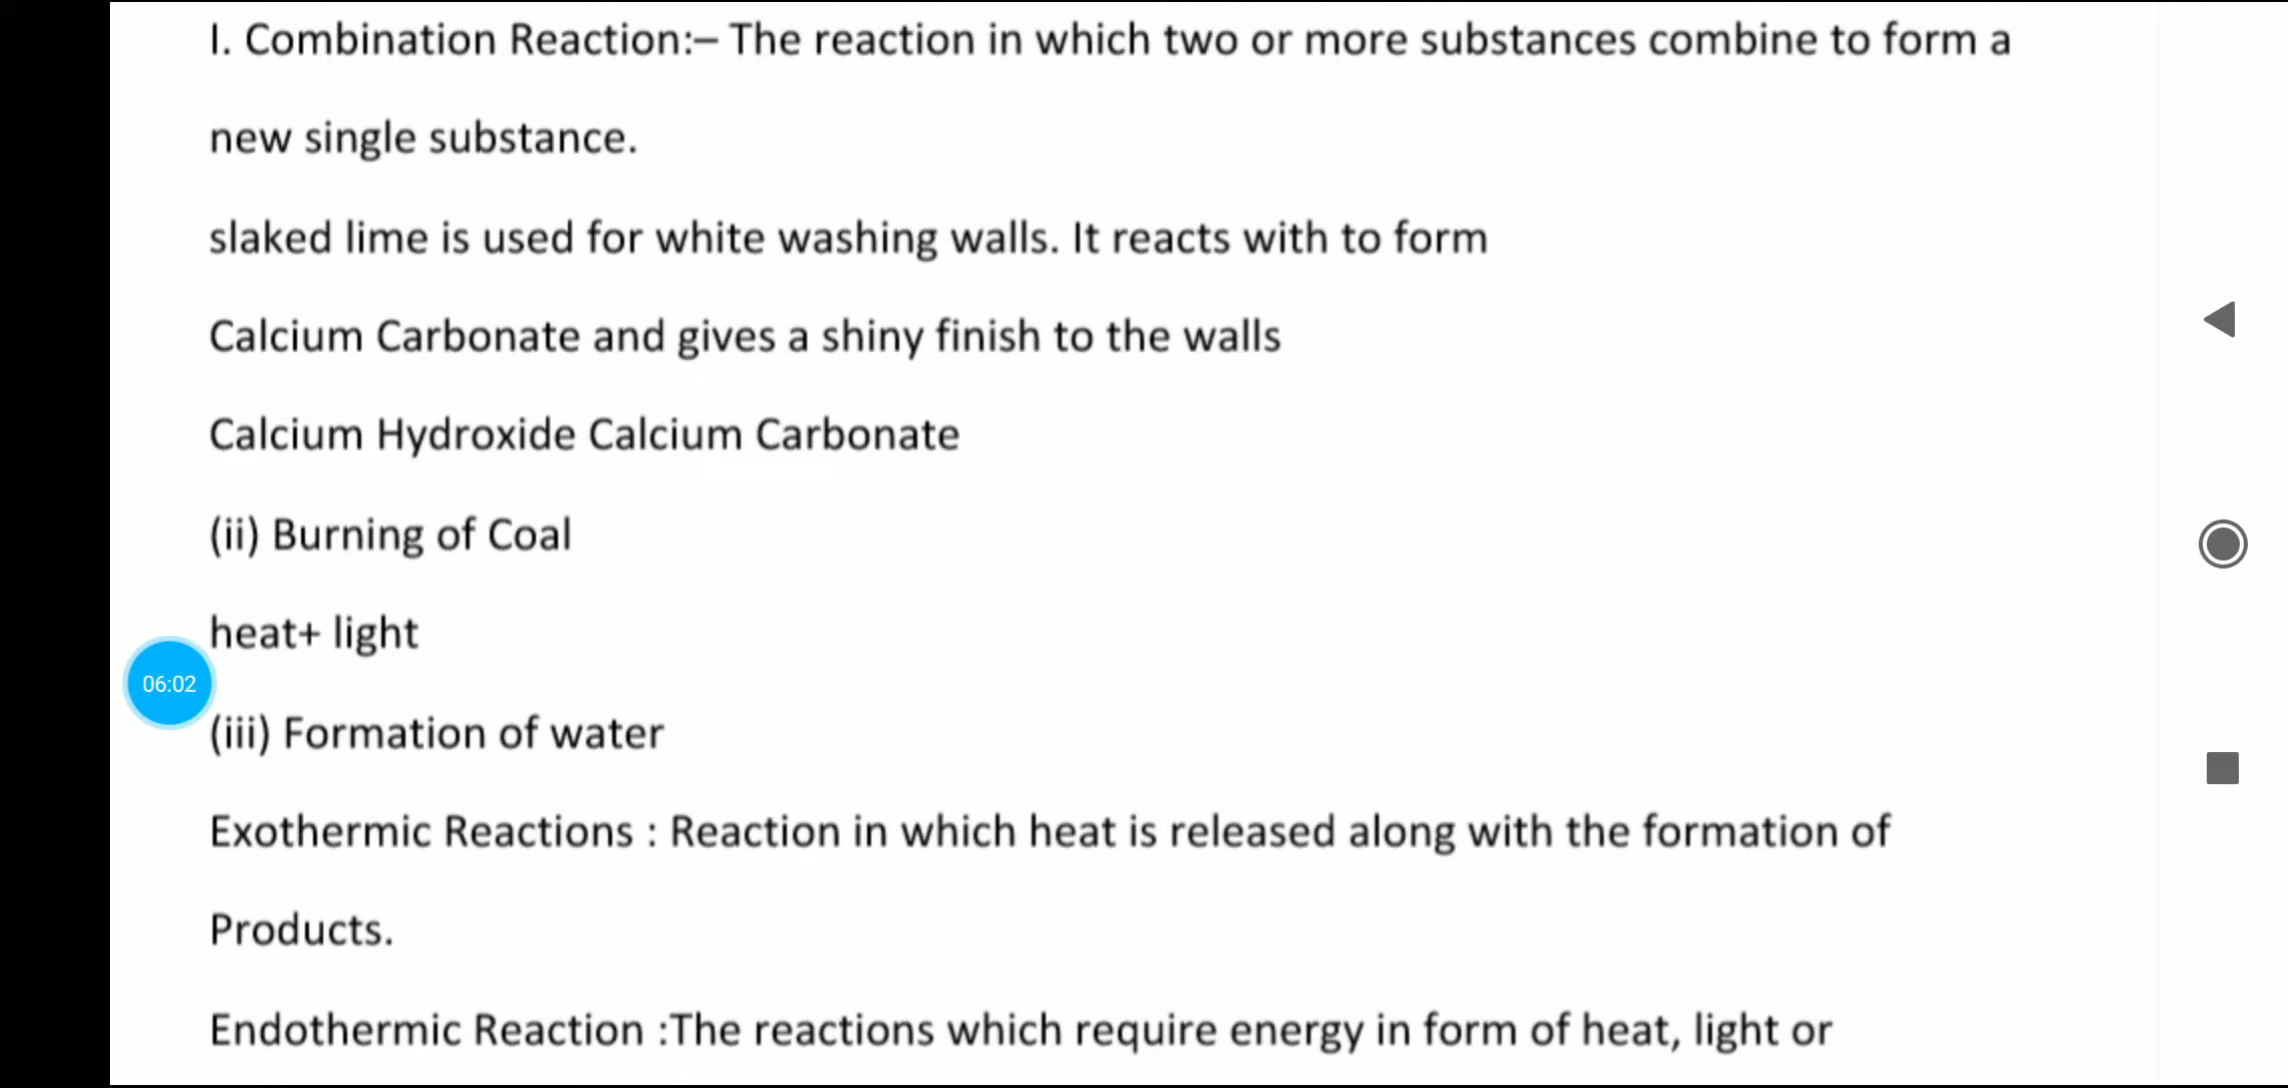 I. Combination Reaction:– The reaction in which two or more substances combine to form a
new single substance.
slaked lime is used for white washing walls. It reacts with to form
Calcium Carbonate and gives a shiny finish to the walls
Calcium Hydroxide Calcium Carbonate
(ii) Burning of Coal
heat+ light
06:02
(iii) Formation of water
Exothermic Reactions : Reaction in which heat is released along with the formation of
Products.
Endothermic Reaction :The reactions which require energy in form of heat, light or